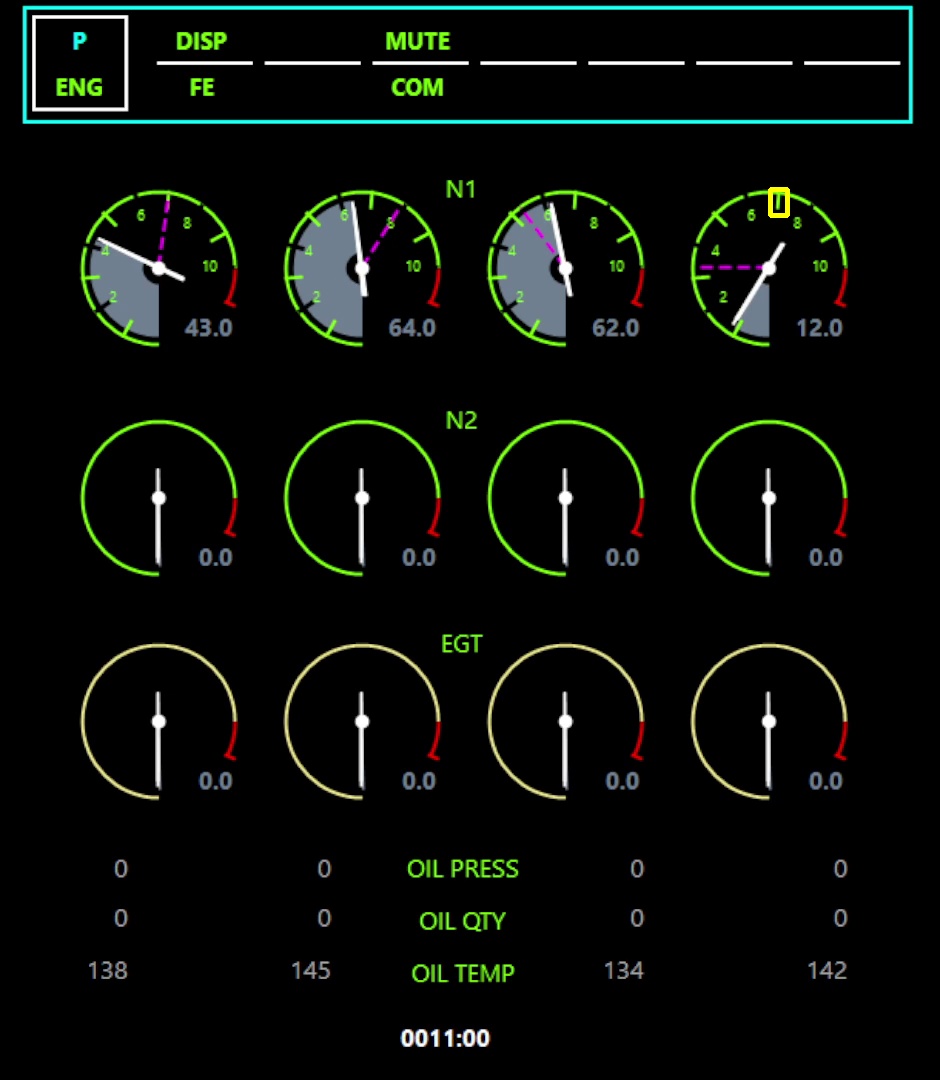 P DISP MUTE
ENG FE COM
N1
2 4 6 8 10 43.0
2 4 6 8 10 64.0
2 4 6 8 10 62.0
2 4 6 8 10 12.0
N2
0.0 0.0 0.0 0.0
EGT
0.0 0.0 0.0 0.0
0 0 OIL PRESS 0 0
0 0 OIL QTY 0 0
138 145 OIL TEMP 134 142
0011:00